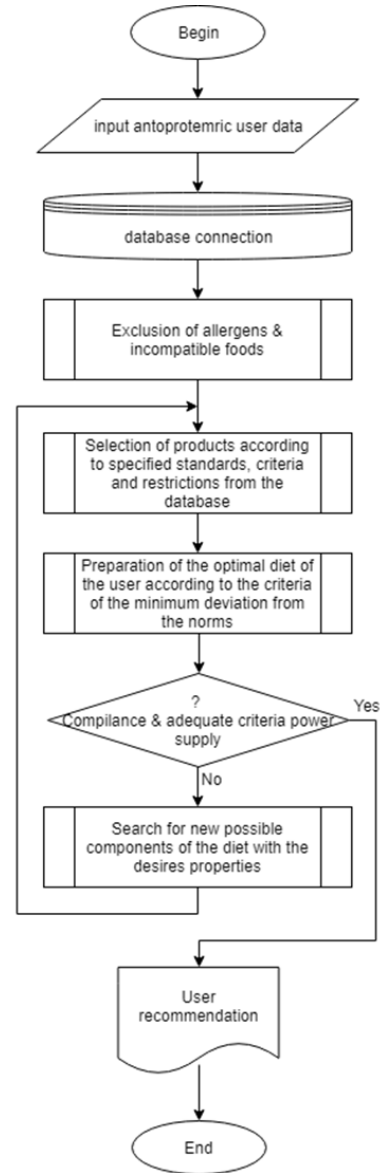 Begin
input antoprotemric user data
database connection
Exclusion of allergens &
incompatible foods
Selection of products according
to specified standards, criteria
and restrictions from the
database
Preparation of the optimal diet of
the user according to the criteria
of the minimum deviation from
the norms
?
Compilance & adequate criteria power
supply
Yes
No
Search for new possible
components of the diet with the
desires properties
User
recommendation
End